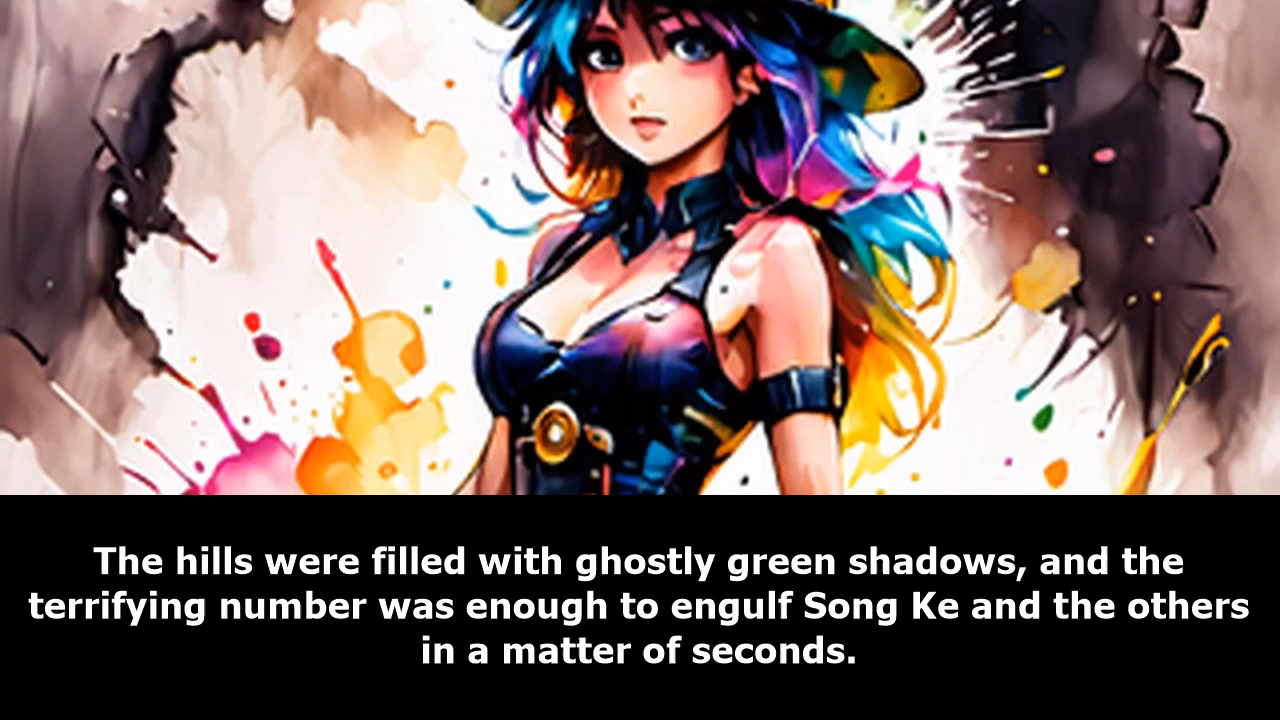 The hills were filled with ghostly green shadows, and the
terrifying number was enough to engulf Song Ke and the others
in a matter of seconds.